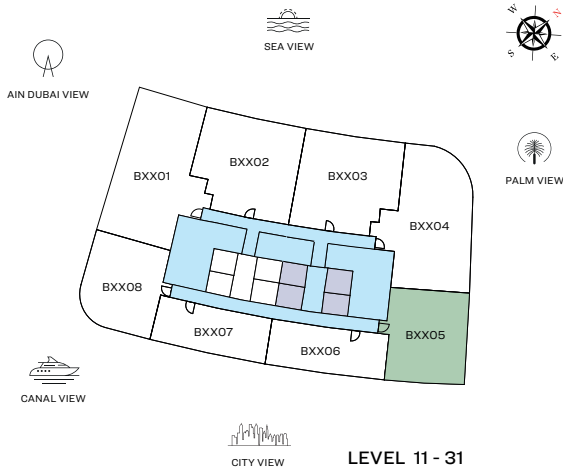 SEA VIEW
W
N
S
E
AIN DUBAI VIEW
PALM VIEW
BXX01
BXX02
BXX03
BXX04
BXX05
BXX06
BXX07
BXX08
CANAL VIEW
CITY VIEW
LEVEL 11 - 31